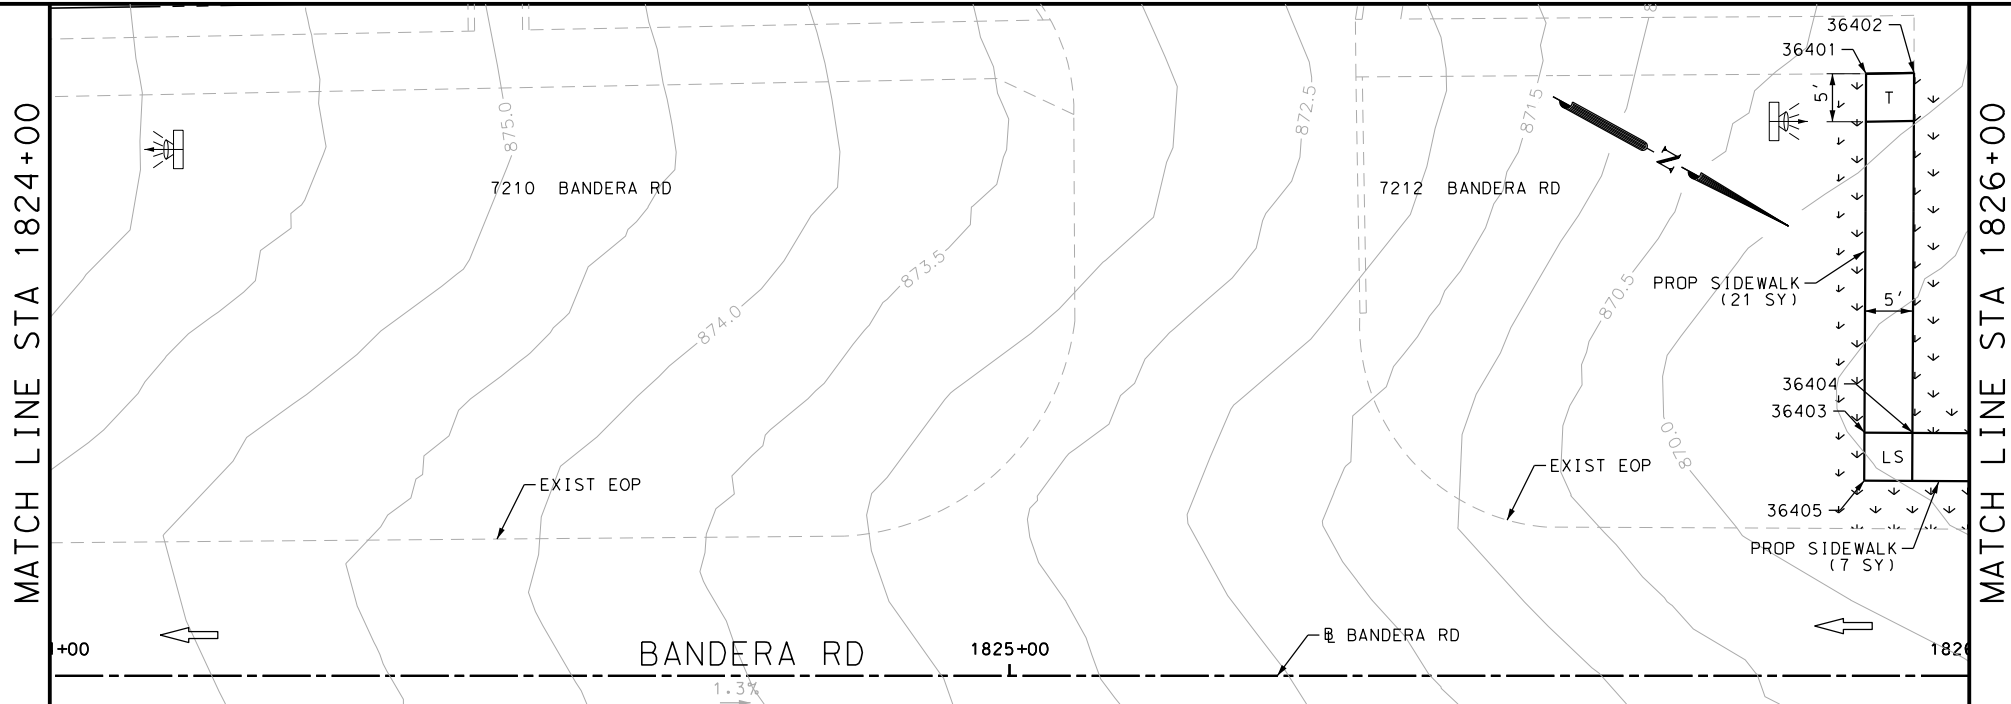 MATCH LINE STA 1824+00
36402
36401
5'
T
875.0
872.5
871.5
N
7210 BANDERA RD
7212 BANDERA RD
873.5
870.5
PROP SIDEWALK
(21 SY)
5'
874.0
36404
36403
870.0
LS
EXIST EOP
EXIST EOP
36405
PROP SIDEWALK
(7 SY)
+00
BANDERA RD
1825+00
BL BANDERA RD
1826
1.3%
MATCH LINE STA 1826+00